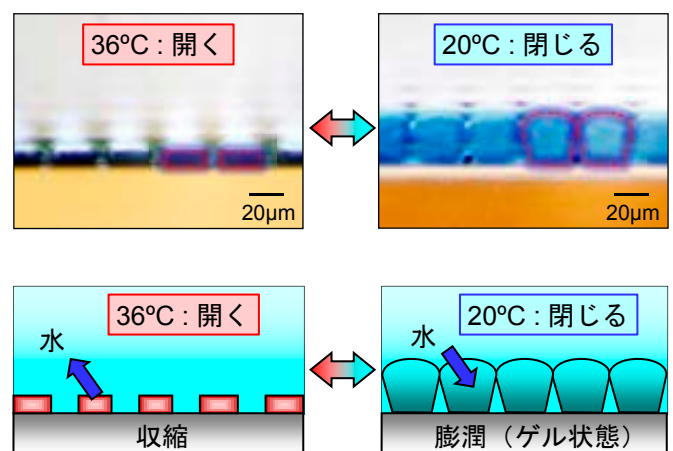 36ºC : 開く
20ºC : 閉じる
20μm
20μm
36ºC : 開く
20ºC : 閉じる
水
水
収縮
膨潤（ゲル状態）